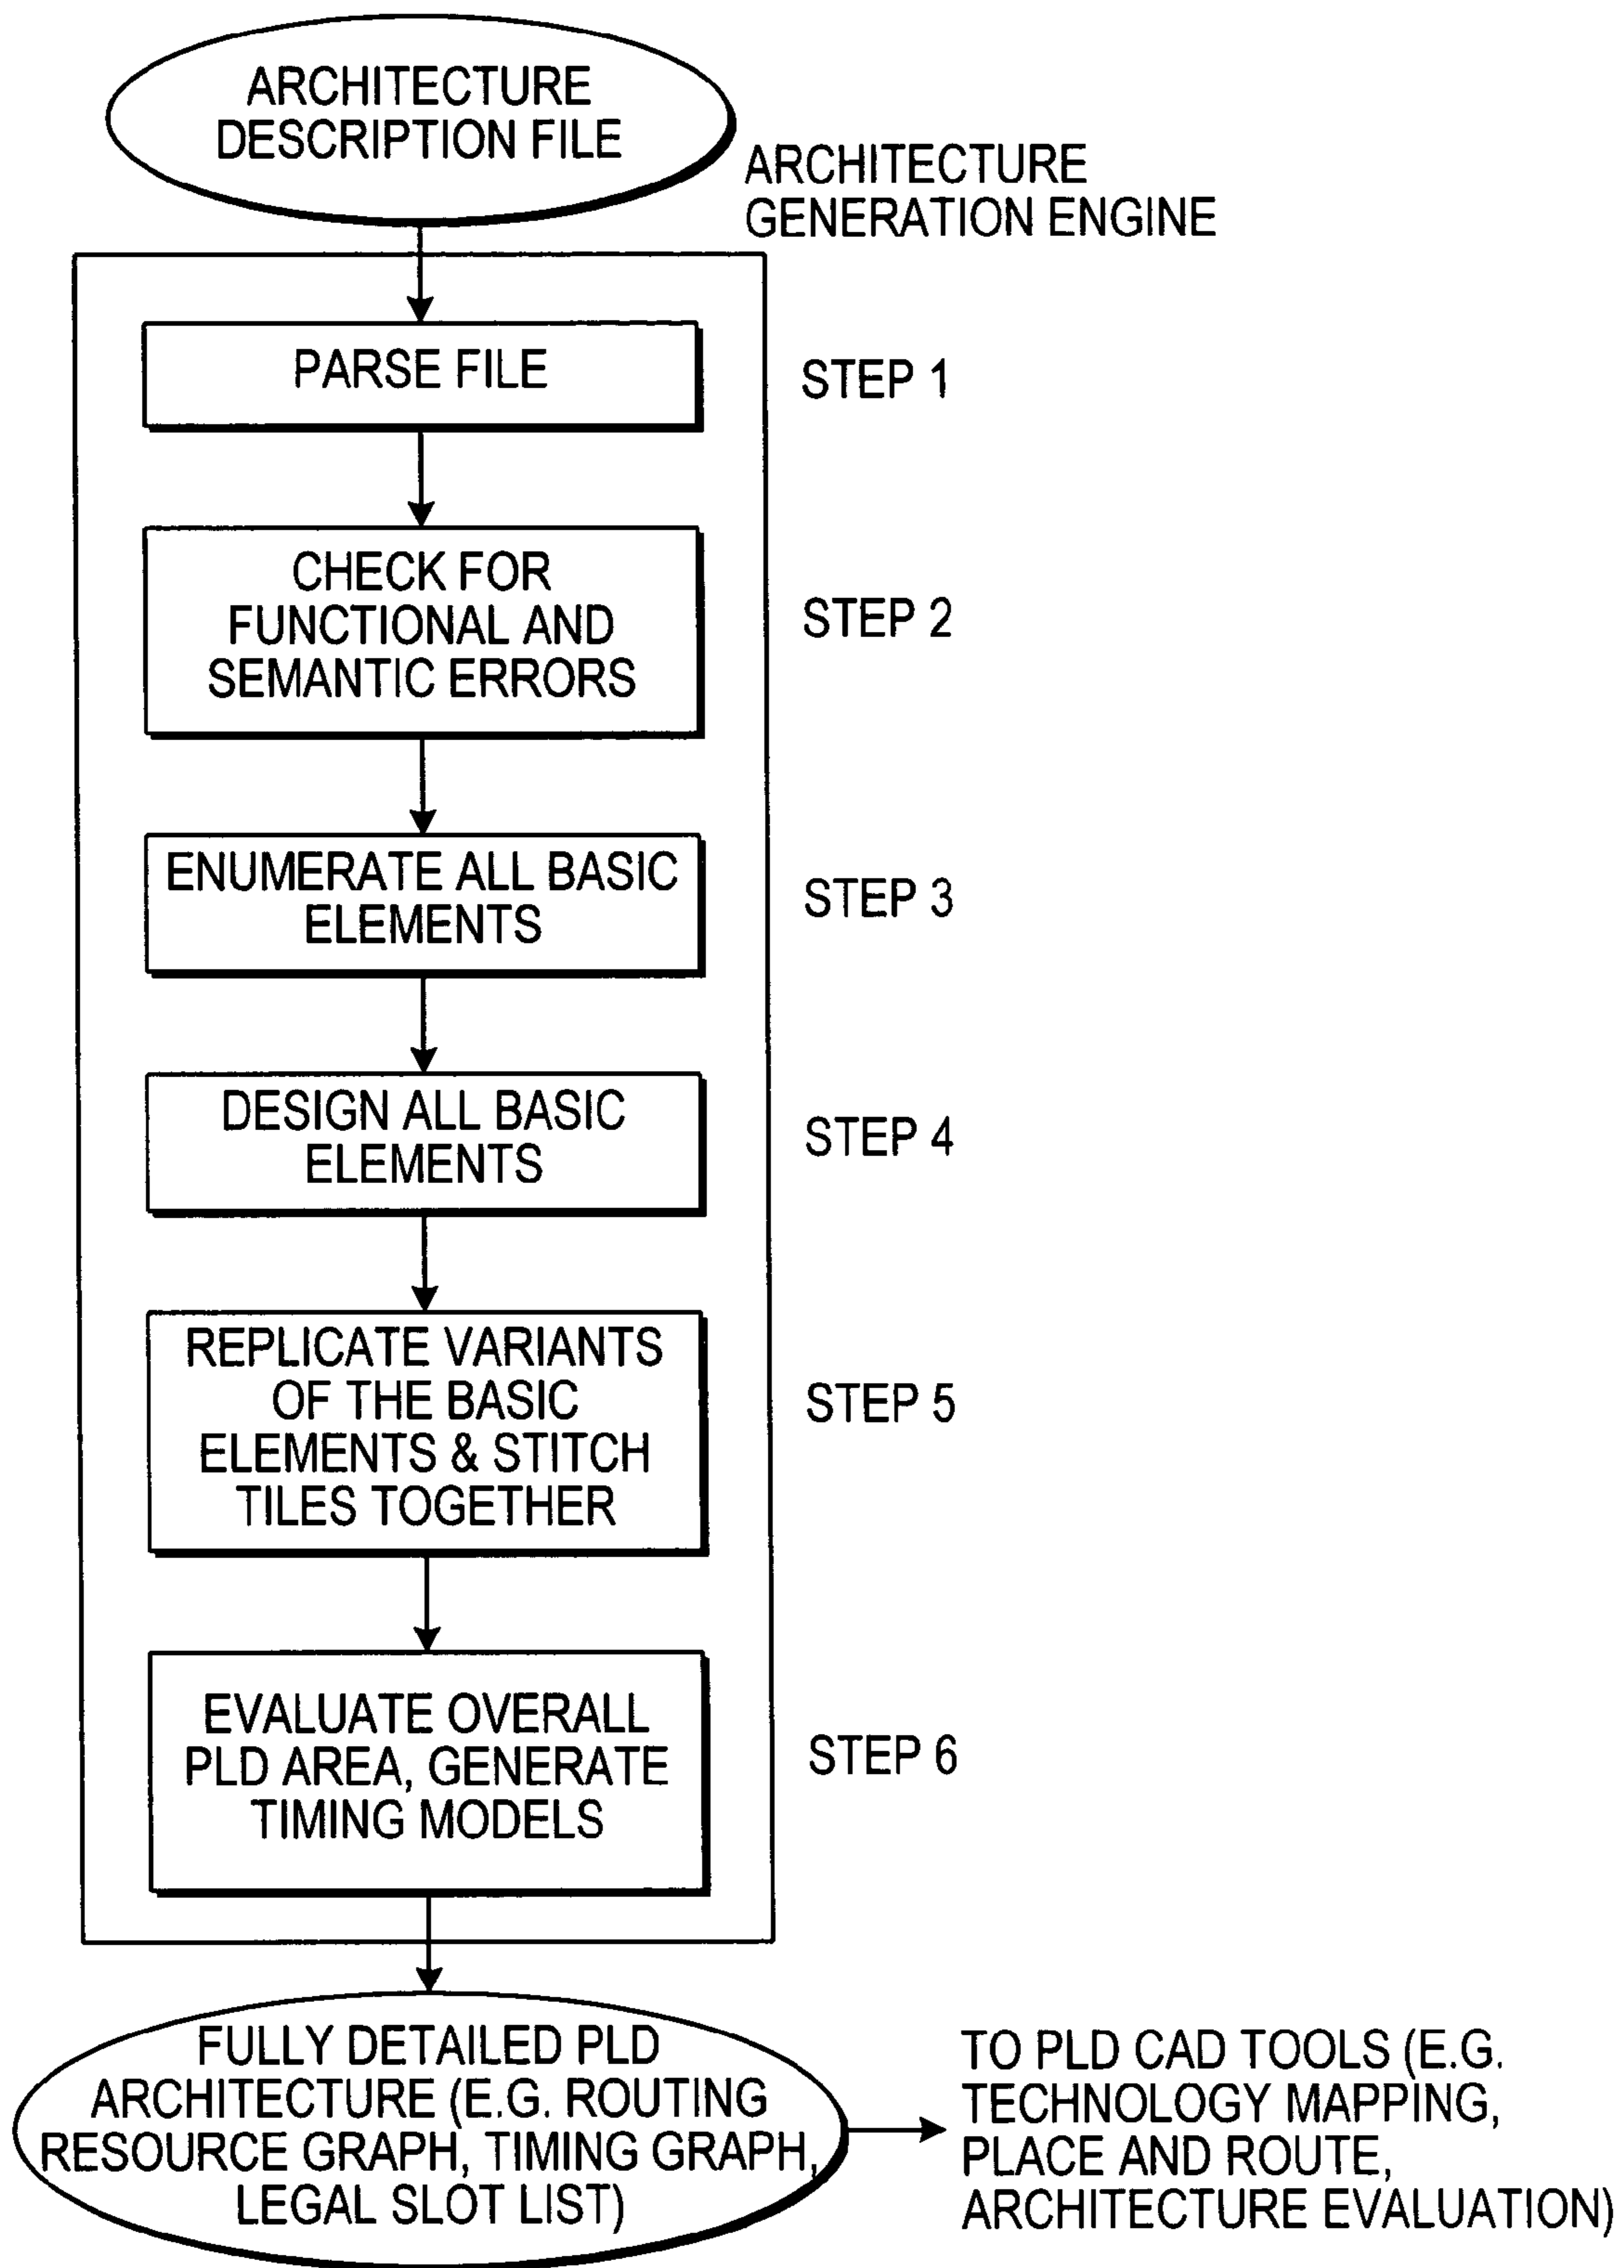 ARCHITECTURE
DESCRIPTION FILE
ARCHITECTURE
GENERATION ENGINE
PARSE FILE
STEP 1
CHECK FOR
FUNCTIONAL AND
SEMANTIC ERRORS
STEP 2
ENUMERATE ALL BASIC
ELEMENTS
STEP 3
DESIGN ALL BASIC
ELEMENTS
STEP 4
REPLICATE VARIANTS
OF THE BASIC
ELEMENTS & STITCH
TILES TOGETHER
STEP 5
EVALUATE OVERALL
PLD AREA, GENERATE
TIMING MODELS
STEP 6
FULLY DETAILED PLD
ARCHITECTURE (E.G. ROUTING
RESOURCE GRAPH, TIMING GRAPH,
LEGAL SLOT LIST)
TO PLD CAD TOOLS (E.G.
TECHNOLOGY MAPPING,
PLACE AND ROUTE,
ARCHITECTURE EVALUATION)